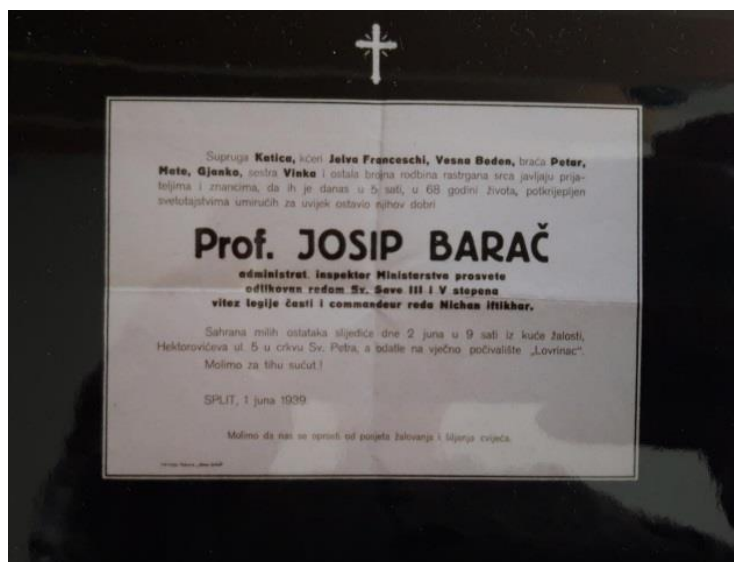 Supruga Katica, kćeri Jelva Franceschi, Vesna Beden, braća Petar,
Mate, Gjanko, sestra Vinka i ostala brojna rodbina rastrgana srca javljaju prija-
teljima i znancima, da ih je danas u 5 sati, u 68 godini života, potkrijepljen
svetotajstvima umirućih za uvijek ostavio njihov dobri
Prof. JOSIP BARAČ
administrat. inspektor Ministarstva prosvete
odlikovan redom Sv. Save III i V stepena
vitez legije časti i commandeur reda Nichan iftikhar.
Sahrana milih ostataka slijediće dne 2 juna u 9 sati iz kuće žalosti,
Hektorovićeva ul. 5 u crkvu Sv. Petra, a odatle na vječno počivalište „Lovrinac".
Molimo za tihu sućut!
SPLIT, 1 juna 1939
Molimo da nas se oprosti od posjeta žalovanja i šiljanja cvijeća.